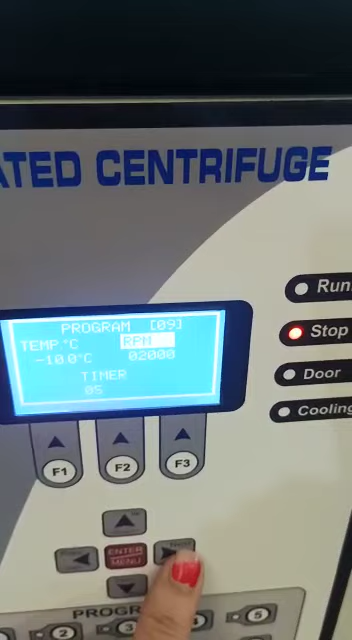 ATED CENTRIFUGE
PROGRAM [09]
TEMP.°C RPM
-10.0°C 02000
TIMER
05
Run
Stop
Door
Cooling
F1 F2 F3
ENTER
MENU
PROGR
2 3 4 5